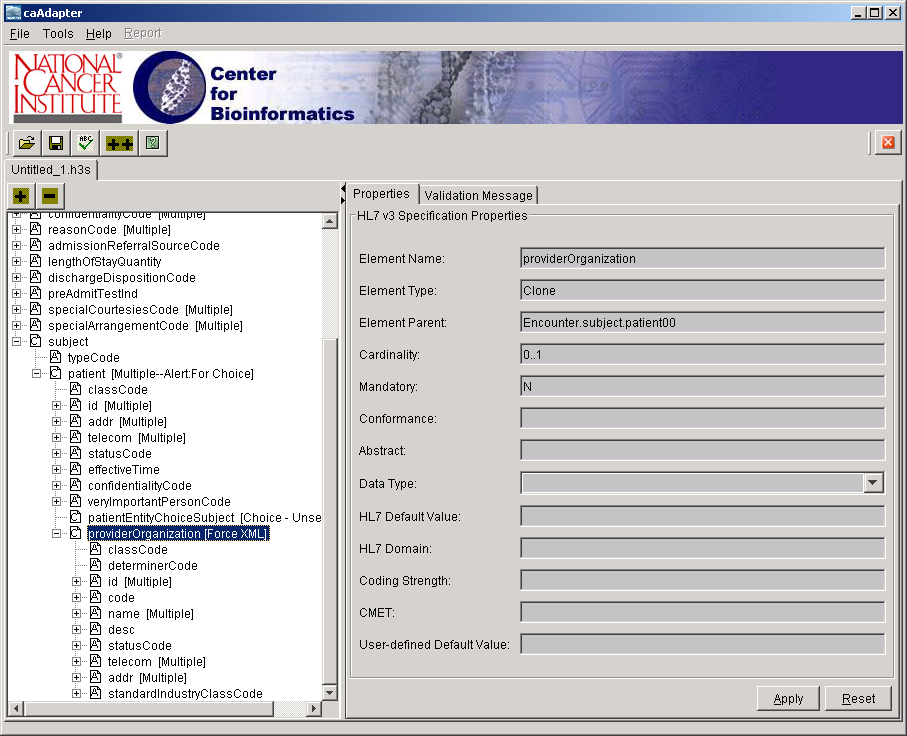 caAdapter
File Tools Help Report
NATIONAL
CANCER
INSTITUTE
®
Center
for
Bioinformatics
ABC
Untitled_1.h3s
confidentialityCode [Multiple]
reasonCode [Multiple]
admissionReferralSourceCode
lengthOfStayQuantity
dischargeDispositionCode
preAdmitTestInd
specialCourtesiesCode [Multiple]
specialArrangementCode [Multiple]
subject
typeCode
patient [Multiple--Alert:For Choice]
classCode
id [Multiple]
addr [Multiple]
telecom [Multiple]
statusCode
effectiveTime
confidentialityCode
veryImportantPersonCode
patientEntityChoiceSubject [Choice - Unse
providerOrganization [Force XML]
classCode
determinerCode
id [Multiple]
code
name [Multiple]
desc
statusCode
telecom [Multiple]
addr [Multiple]
standardIndustryClassCode
Properties Validation Message
HL7 v3 Specification Properties
Element Name: providerOrganization
Element Type: Clone
Element Parent: Encounter.subject.patient00
Cardinality: 0..1
Mandatory: N
Conformance:
Abstract:
Data Type:
HL7 Default Value:
HL7 Domain:
Coding Strength:
CMET:
User-defined Default Value:
Apply Reset